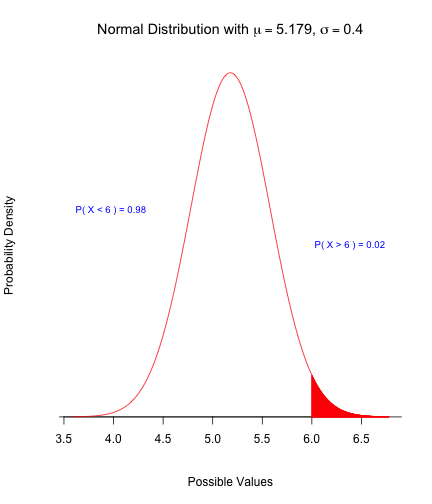 Normal Distribution with μ = 5.179, σ = 0.4
Probability Density
P( X < 6 ) = 0.98
P( X > 6 ) = 0.02
3.5 4.0 4.5 5.0 5.5 6.0 6.5
Possible Values